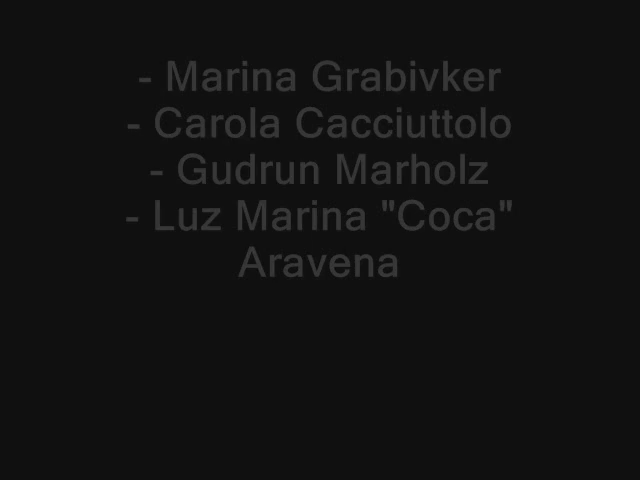 - Marina Grabivker
- Carola Cacciuttolo
- Gudrun Marholz
- Luz Marina "Coca"
Aravena